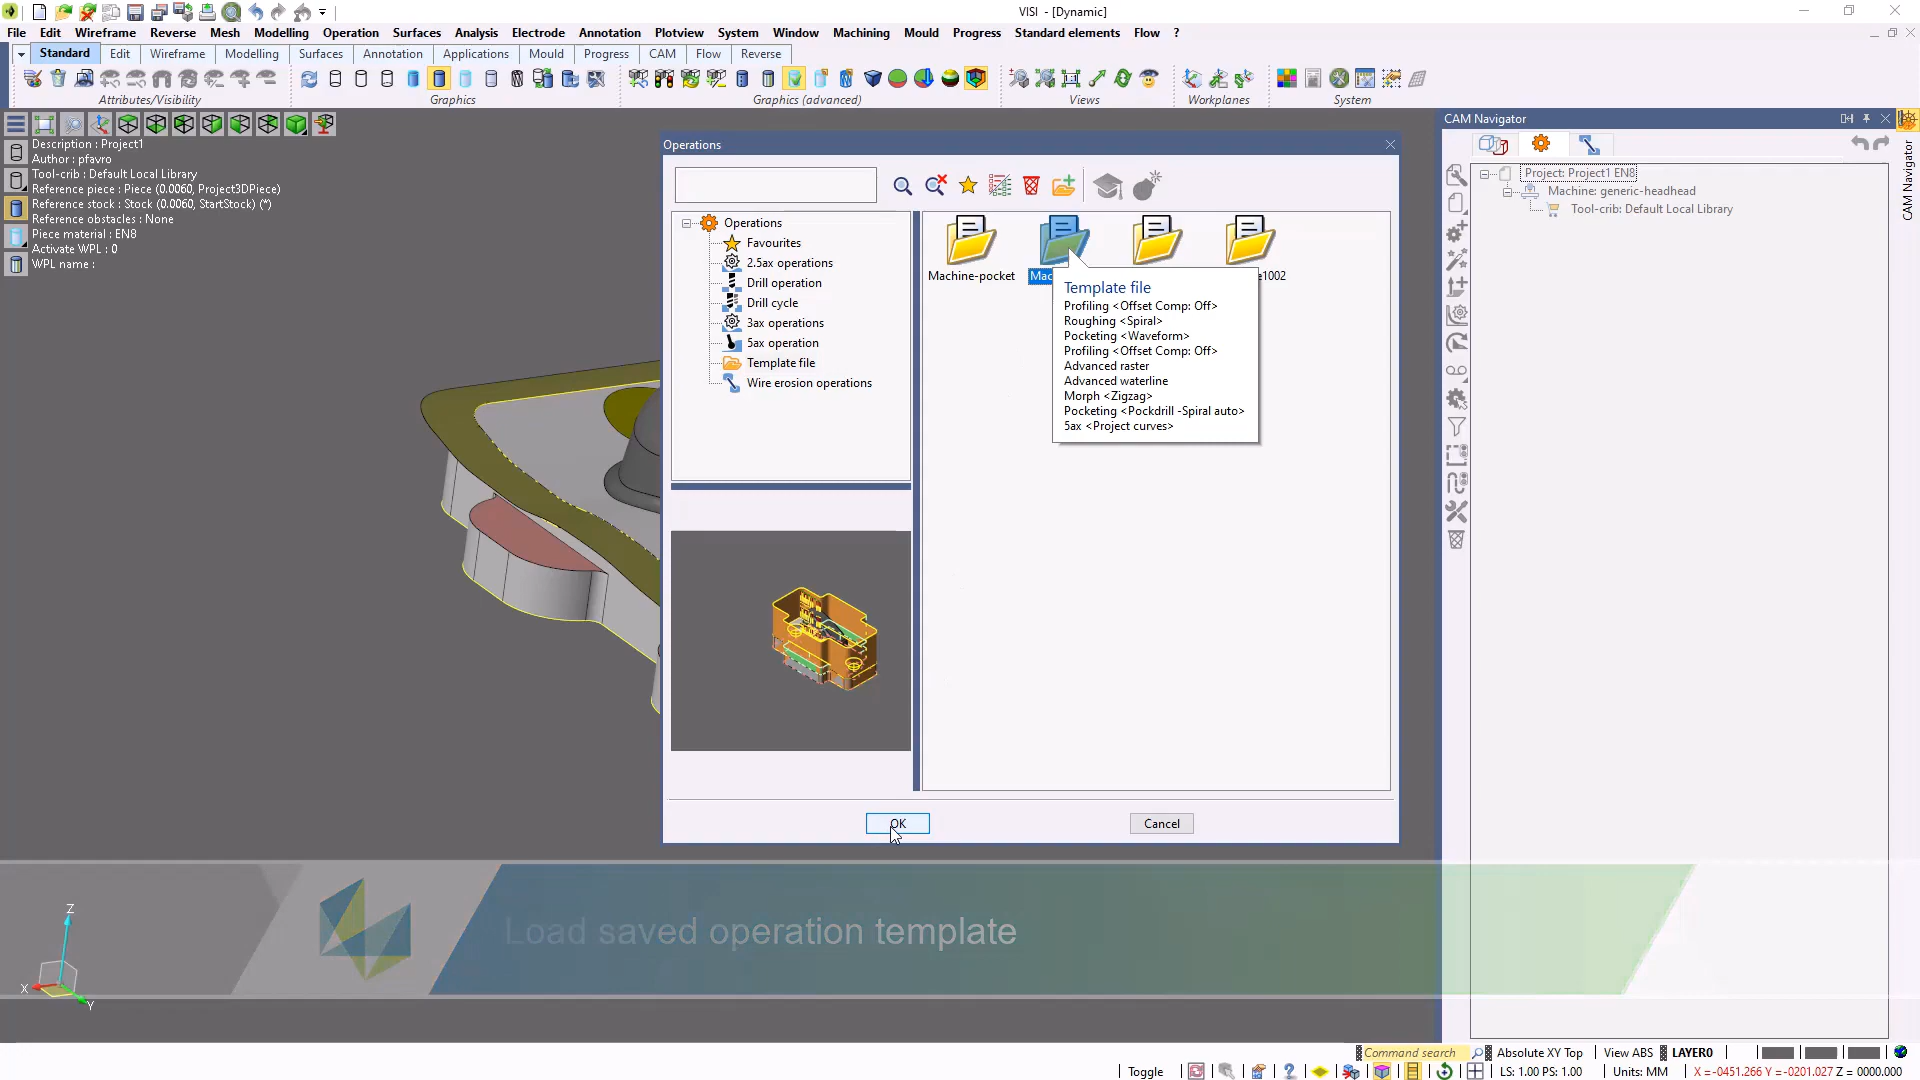 VISI - [Dynamic]
File Edit Wireframe Reverse Mesh Modelling Operation Surfaces Analysis Electrode Annotation Plotview System Window Machining Mould Progress Standard elements Flow ?
Standard Edit Wireframe Modelling Surfaces Annotation Applications Mould Progress CAM Flow Reverse
Attributes/Visibility Graphics Graphics (advanced) Views Workplanes System
Description : Project1
Author : pfavro
Tool-crib : Default Local Library
Reference piece : Piece (0.0060, Project3DPiece)
Reference stock : Stock (0.0060, StartStock) (*)
Reference obstacles : None
Piece material : EN8
Activate WPL : 0
WPL name :
Operations
Operations
Favourites
2.5ax operations
Drill operation
Drill cycle
3ax operations
5ax operation
Template file
Wire erosion operations
Machine-pocket
Template file
Profiling <Offset Comp: Off>
Roughing <Spiral>
Pocketing <Waveform>
Profiling <Offset Comp: Off>
Advanced raster
Advanced waterline
Morph <Zigzag>
Pocketing <Pockdrill -Spiral auto>
5ax <Project curves>
OK
Cancel
CAM Navigator
Project: Project1 EN8
Machine: generic-headhead
Tool-crib: Default Local Library
CAM Navigator
Load saved operation template
Z
X
Y
Command search Absolute XY Top View ABS LAYER0
Toggle LS: 1.00 PS: 1.00 Units: MM X =-0451.266 Y =-0201.027 Z = 0000.000